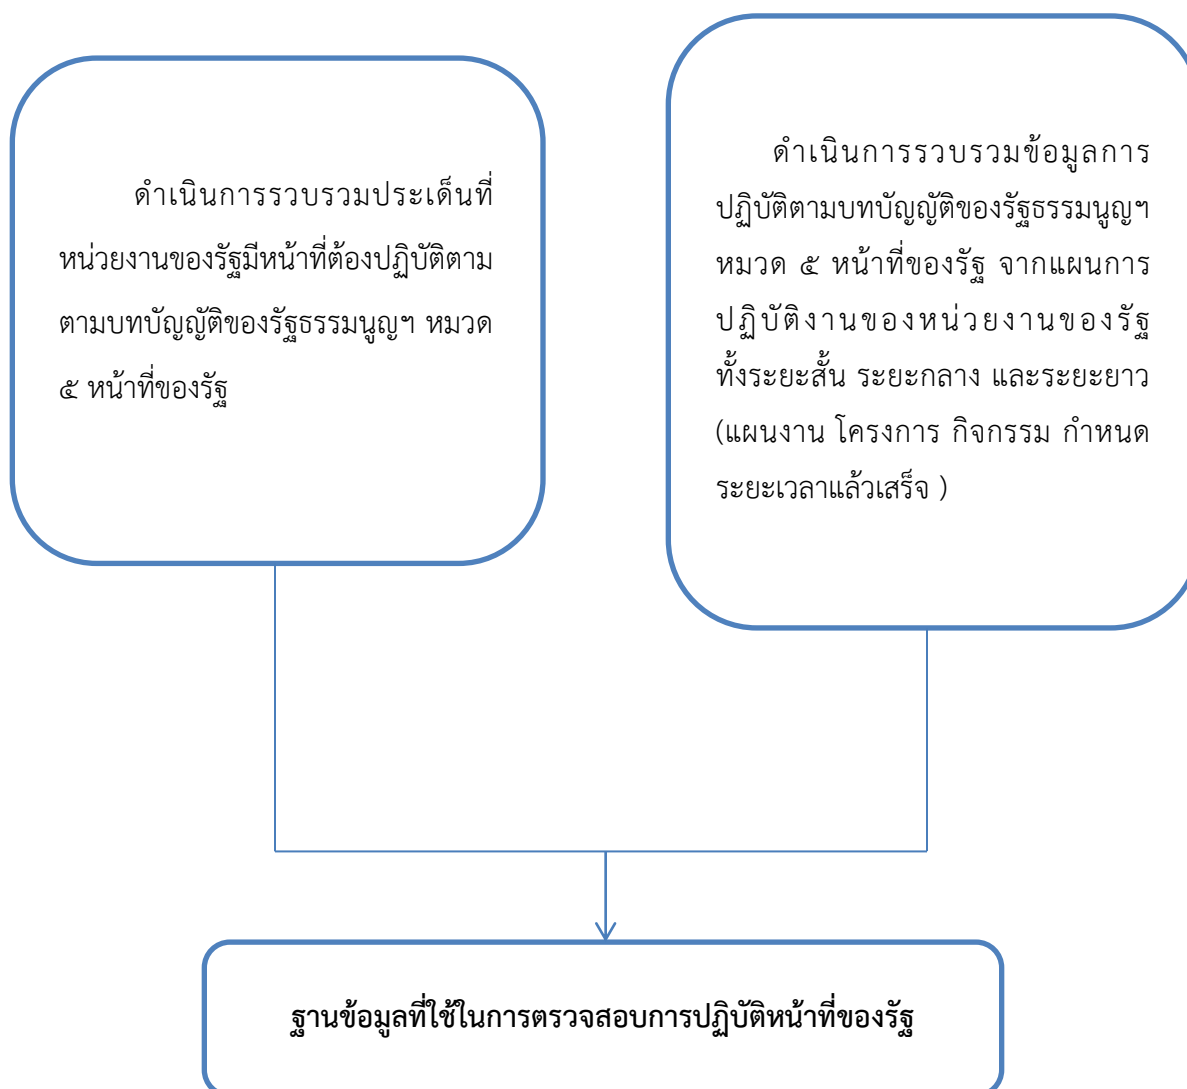 ดำเนินการรวบรวมประเด็นที่
หน่วยงานของรัฐมีหน้าที่ต้องปฏิบัติตาม
ตามบทบัญญัติของรัฐธรรมนูญฯ หมวด
๕ หน้าที่ของรัฐ
ดำเนินการรวบรวมข้อมูลการ
ปฏิบัติตามบทบัญญัติของรัฐธรรมนูญฯ
หมวด ๕ หน้าที่ของรัฐ จากแผนการ
ปฏิบัติงานของหน่วยงานของรัฐ
ทั้งระยะสั้น ระยะกลาง และระยะยาว
(แผนงาน โครงการ กิจกรรม กำหนด
ระยะเวลาแล้วเสร็จ )
ฐานข้อมูลที่ใช้ในการตรวจสอบการปฏิบัติหน้าที่ของรัฐ